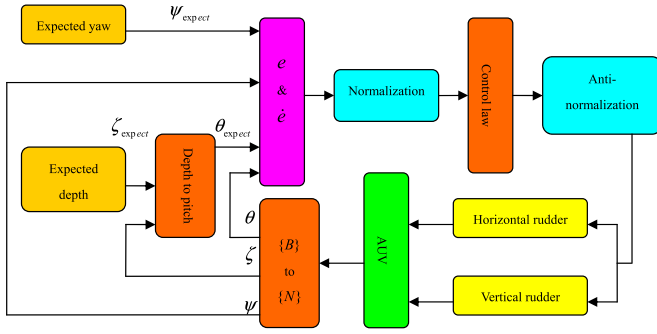 Expected yaw
ψexpect
e
&
ė
Normalization
Control law
Anti-
normalization
ζexpect
θexpect
Expected
depth
Depth to pitch
θ
ζ
ψ
{B}
to
{N}
AUV
Horizontal rudder
Vertical rudder